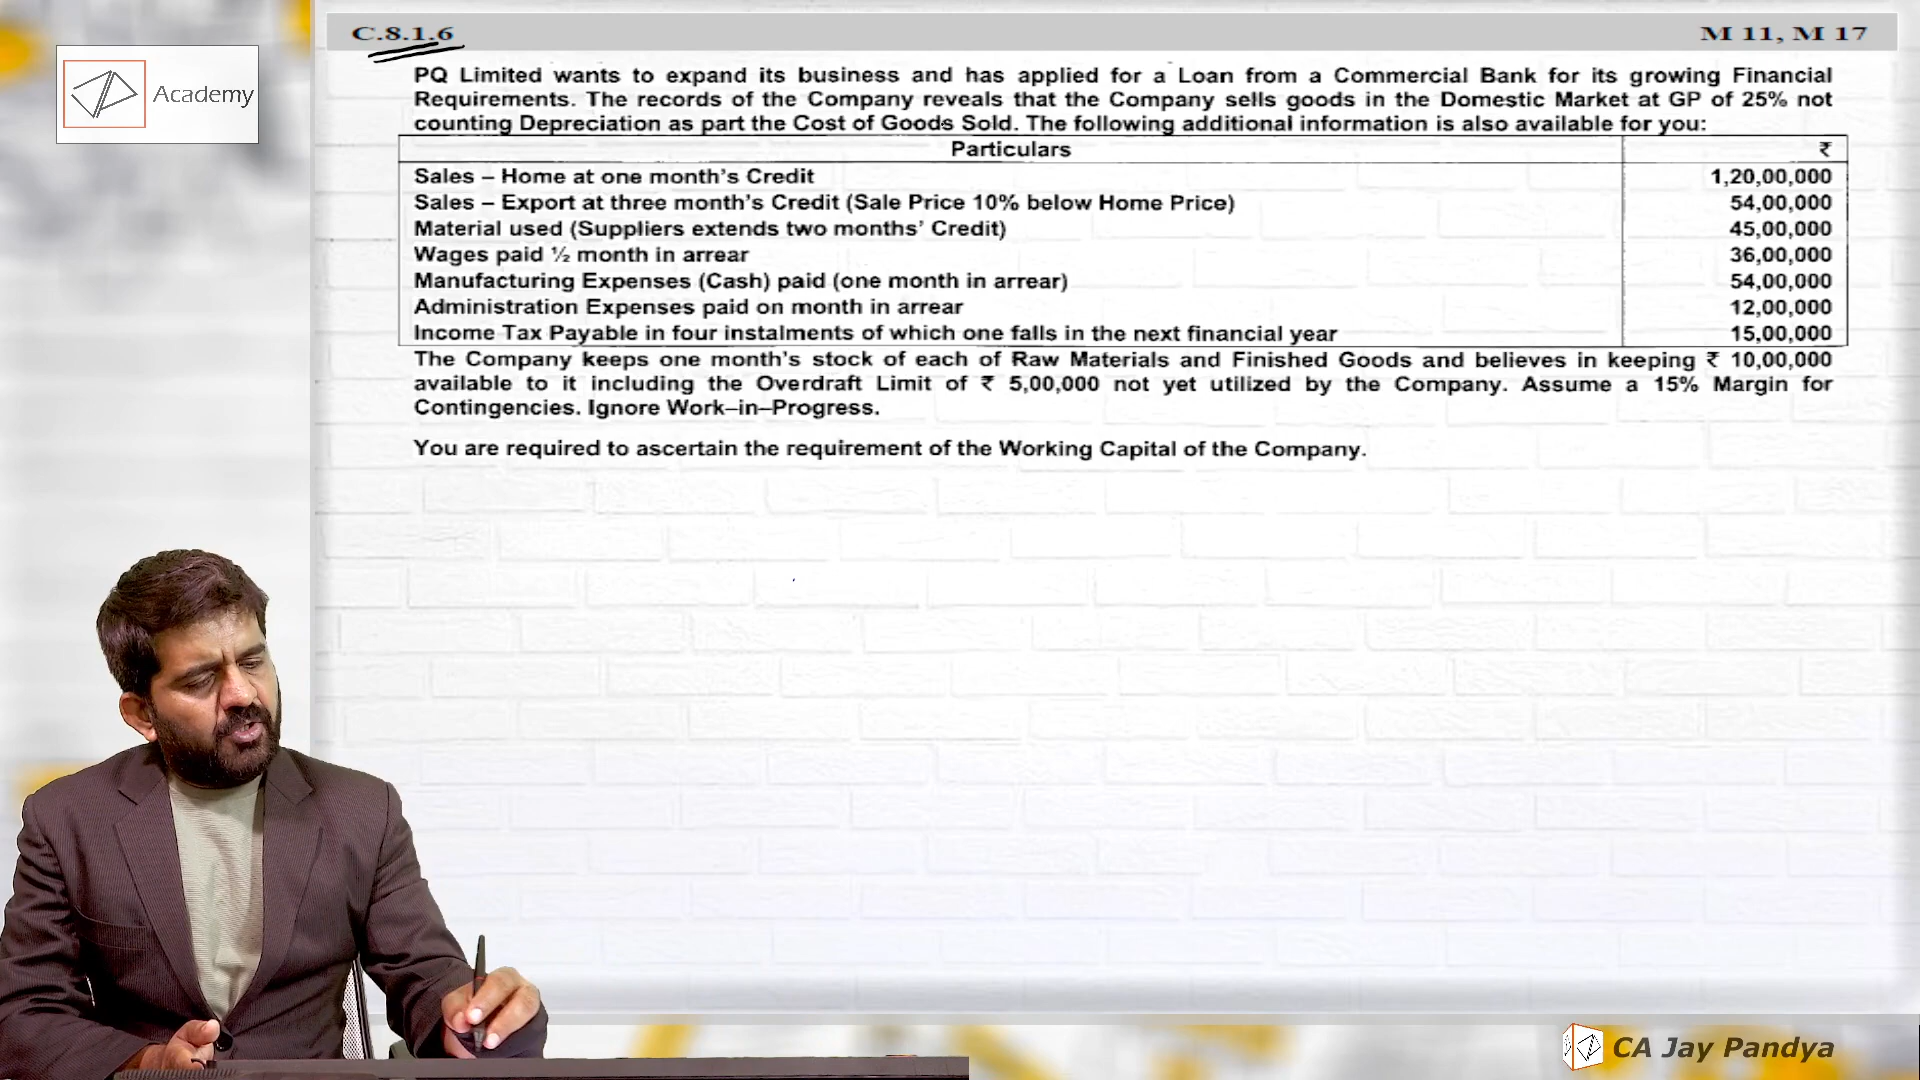 Academy
C.8.1.6
M 11, M 17
PQ Limited wants to expand its business and has applied for a Loan from a Commercial Bank for its growing Financial
Requirements. The records of the Company reveals that the Company sells goods in the Domestic Market at GP of 25% not
counting Depreciation as part the Cost of Goods Sold. The following additional information is also available for you:
Particulars ₹
Sales – Home at one month's Credit 1,20,00,000
Sales – Export at three month's Credit (Sale Price 10% below Home Price) 54,00,000
Material used (Suppliers extends two months' Credit) 45,00,000
Wages paid ½ month in arrear 36,00,000
Manufacturing Expenses (Cash) paid (one month in arrear) 54,00,000
Administration Expenses paid on month in arrear 12,00,000
Income Tax Payable in four instalments of which one falls in the next financial year 15,00,000
The Company keeps one month's stock of each of Raw Materials and Finished Goods and believes in keeping ₹ 10,00,000
available to it including the Overdraft Limit of ₹ 5,00,000 not yet utilized by the Company. Assume a 15% Margin for
Contingencies. Ignore Work–in–Progress.
You are required to ascertain the requirement of the Working Capital of the Company.
CA Jay Pandya